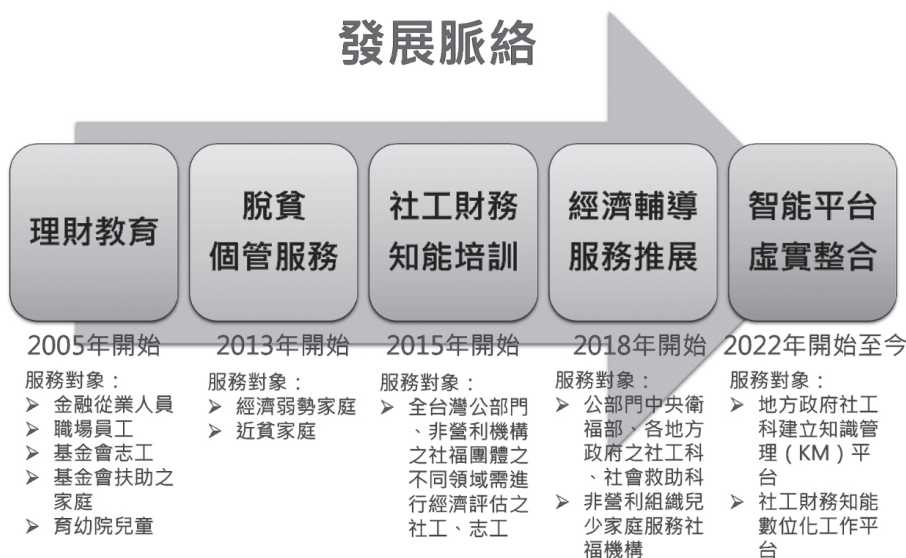 發展脈絡
理財教育
脫貧
個管服務
社工財務
知能培訓
經濟輔導
服務推展
智能平台
虛實整合
2005年開始
服務對象：
➢ 金融從業人員
➢ 職場員工
➢ 基金會志工
➢ 基金會扶助之
家庭
➢ 育幼院兒童
2013年開始
服務對象：
➢ 經濟弱勢家庭
➢ 近貧家庭
2015年開始
服務對象：
➢ 全台灣公部門
、非營利機構
之社福團體之
不同領域需進
行經濟評估之
社工、志工
2018年開始
服務對象：
➢ 公部門中央衛
福部、各地方
政府之社工科
、社會救助科
➢ 非營利組織兒
少家庭服務社
福機構
2022年開始至今
服務對象：
➢ 地方政府社工
科建立知識管
理（KM）平
台
➢ 社工財務知能
數位化工作平
台